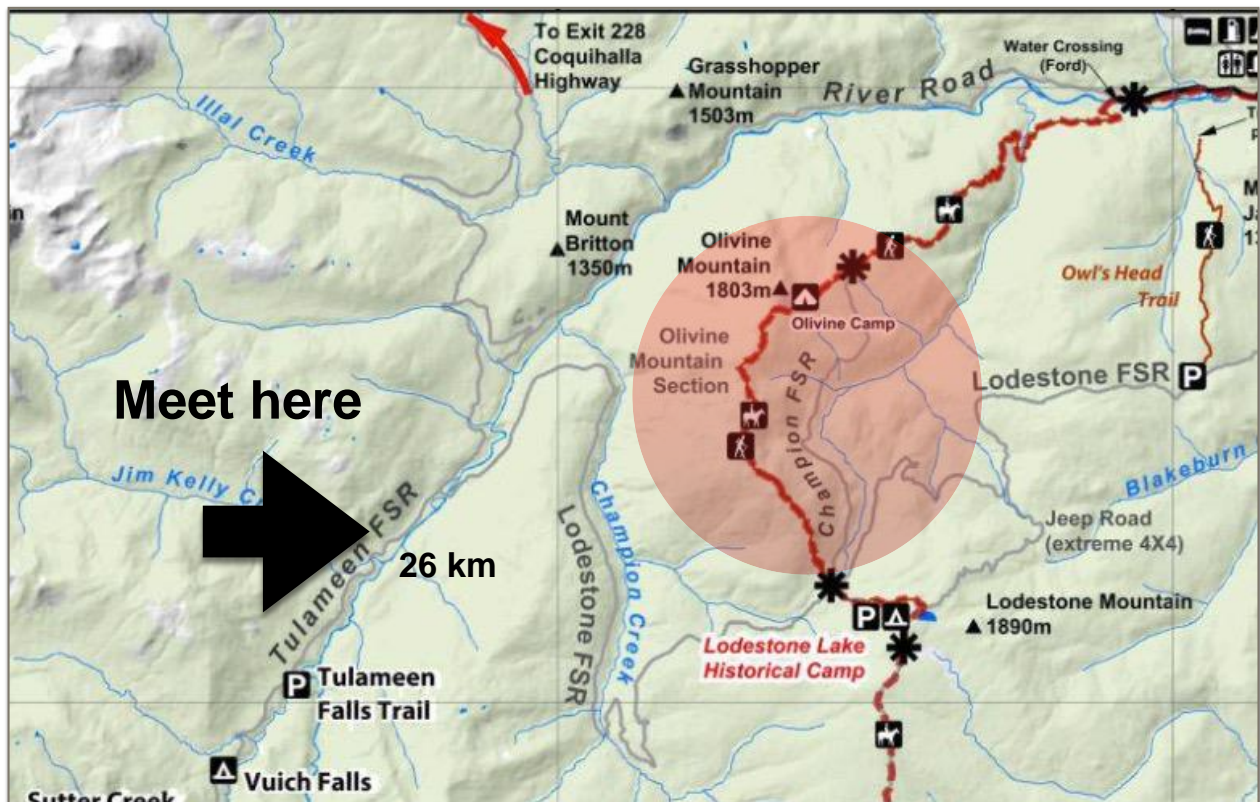 To Exit 228
Coquihalla
Highway
Grasshopper
Mountain
1503m
River Road
Water Crossing
(Ford)
Illal Creek
Mount
Britton
1350m
Olivine
Mountain
1803m
Olivine Camp
Owl's Head
Trail
Olivine
Mountain
Section
Champion FSR
Lodestone FSR
P
Meet here
Jim Kelly
Tulameen FSR
26 km
Lodestone FSR
Champion Creek
Blakeburn
Jeep Road
(extreme 4X4)
P
Lodestone Mountain
1890m
Lodestone Lake
Historical Camp
P
Tulameen
Falls Trail
Vuich Falls
Sutter Creek